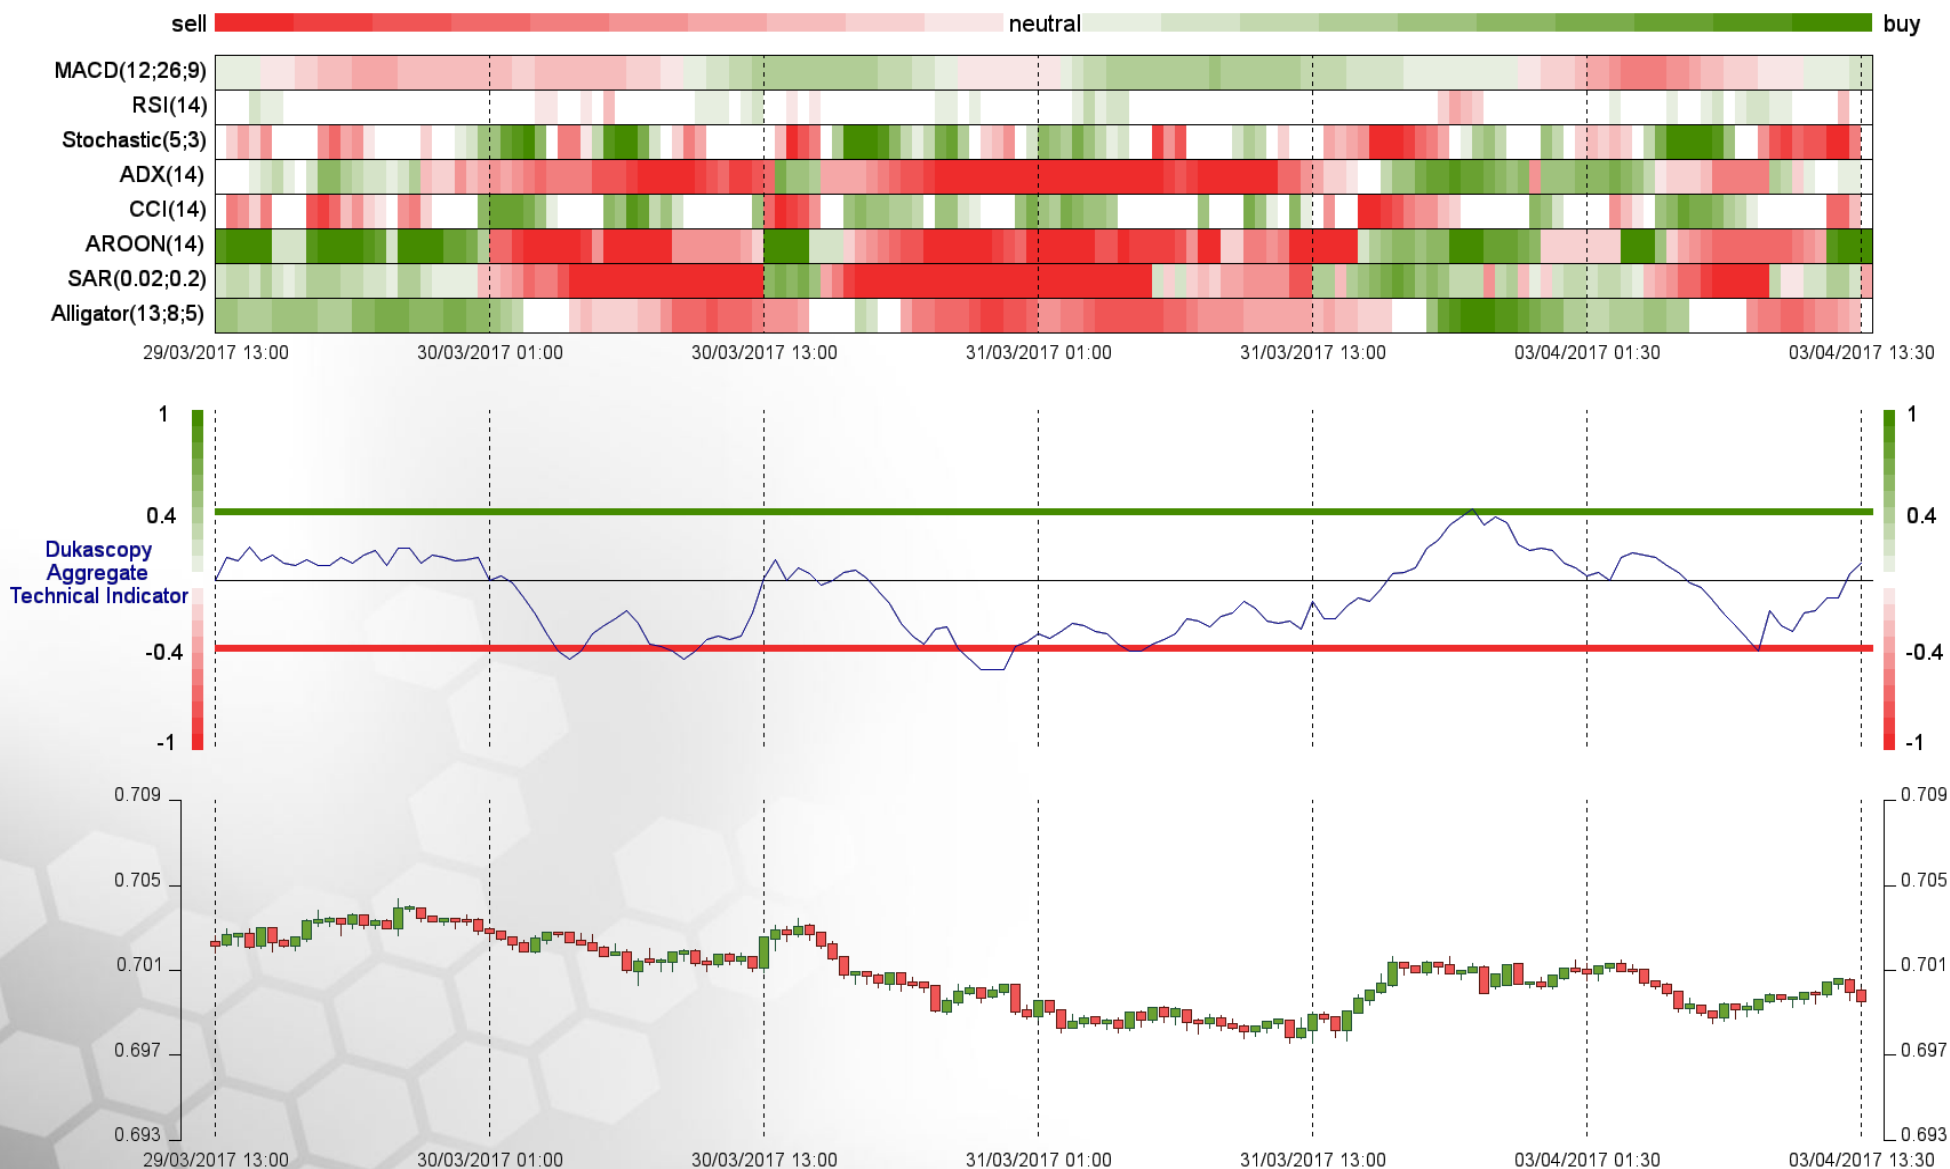 sell neutral buy
MACD(12;26;9)
RSI(14)
Stochastic(5;3)
ADX(14)
CCI(14)
AROON(14)
SAR(0.02;0.2)
Alligator(13;8;5)
29/03/2017 13:00 30/03/2017 01:00 30/03/2017 13:00 31/03/2017 01:00 31/03/2017 13:00 03/04/2017 01:30 03/04/2017 13:30
1 1
0.4 0.4
Dukascopy
Aggregate
Technical Indicator
-0.4 -0.4
-1 -1
0.709 0.709
0.705 0.705
0.701 0.701
0.697 0.697
0.693 0.693
29/03/2017 13:00 30/03/2017 01:00 30/03/2017 13:00 31/03/2017 01:00 31/03/2017 13:00 03/04/2017 01:30 03/04/2017 13:30